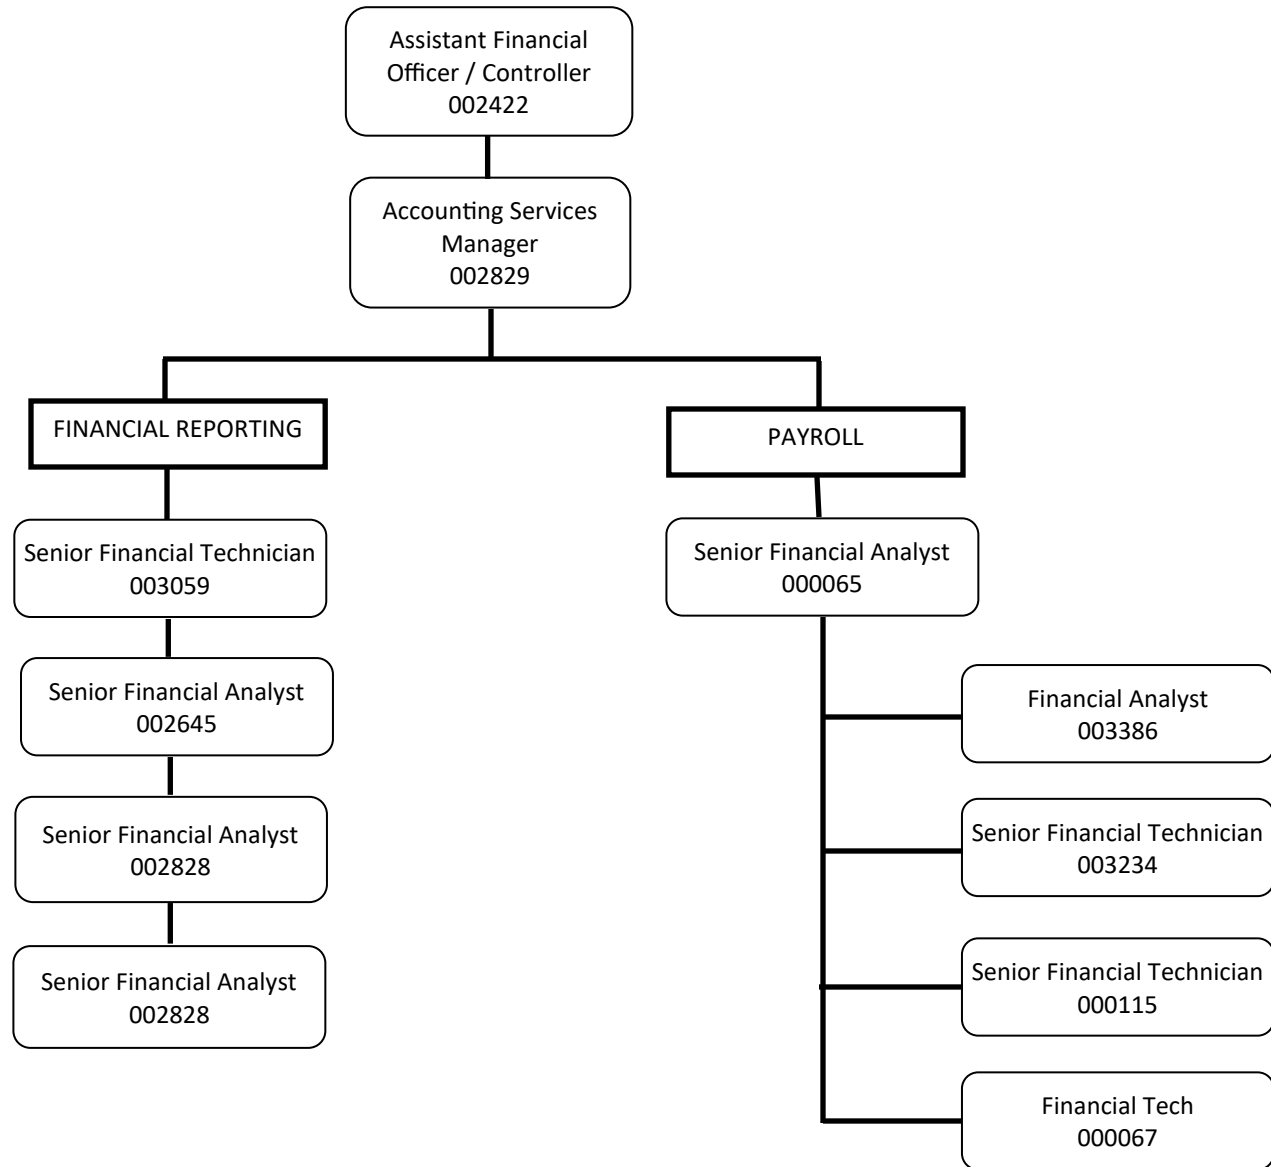 Assistant Financial
Officer / Controller
002422
Accounting Services
Manager
002829
FINANCIAL REPORTING
Senior Financial Technician
003059
Senior Financial Analyst
002645
Senior Financial Analyst
002828
Senior Financial Analyst
002828
PAYROLL
Senior Financial Analyst
000065
Financial Analyst
003386
Senior Financial Technician
003234
Senior Financial Technician
000115
Financial Tech
000067